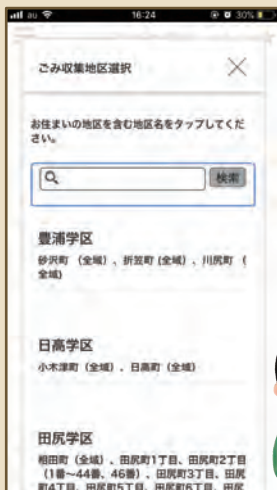 au 16:24 30%
ごみ収集地区選択
お住まいの地区を含む地区名をタップしてくだ
さい。
検索
豊浦学区
砂沢町 （全域）、折笠町 (全域）、川尻町 （
全域)
日高学区
小木津町（全域）、日高町（全域）
田尻学区
相田町（全域）、田尻町1丁目、田尻町2丁目
（1番〜44番、46番）、田尻町3丁目、田尻
町4丁目、田尻町5丁目、田尻町6丁目、田尻